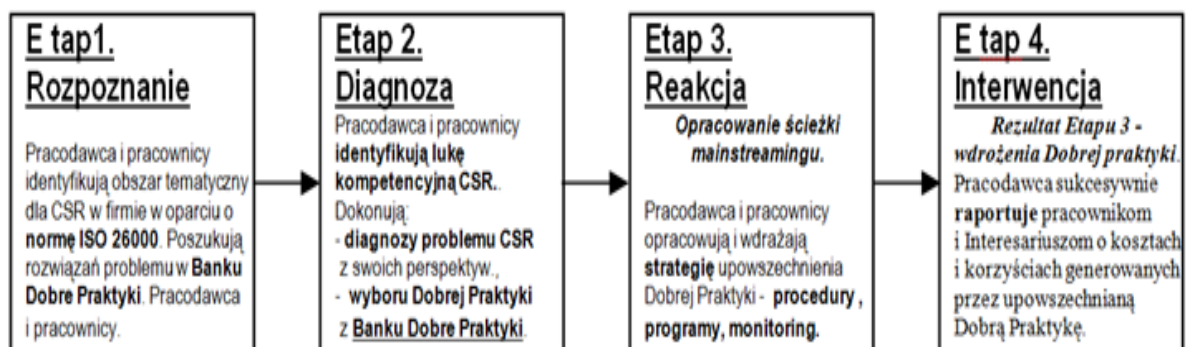 E tap1.
Rozpoznanie
Pracodawca i pracownicy
identyfikują obszar tematyczny
dla CSR w firmie w oparciu o
normę ISO 26000. Poszukują
rozwiązań problemu w Banku
Dobre Praktyki. Pracodawca
i pracownicy.
Etap 2.
Diagnoza
Pracodawca i pracownicy
identyfikują lukę
kompetencyjną CSR..
Dokonują:
- diagnozy problemu CSR
z swoich perspektyw.,
- wyboru Dobrej Praktyki
z Banku Dobre Praktyki.
Etap 3.
Reakcja
Opracowanie ścieżki
mainstreamingu.
Pracodawca i pracownicy
opracowują i wdrażają
strategię upowszechnienia
Dobrej Praktyki - procedury ,
programy, monitoring.
E tap 4.
Interwencja
Rezultat Etapu 3 -
wdrożenia Dobrej praktyki.
Pracodawca sukcesywnie
raportuje pracownikom
i Interesariuszom o kosztach
i korzyściach generowanych
przez upowszechnianą
Dobrą Praktykę.